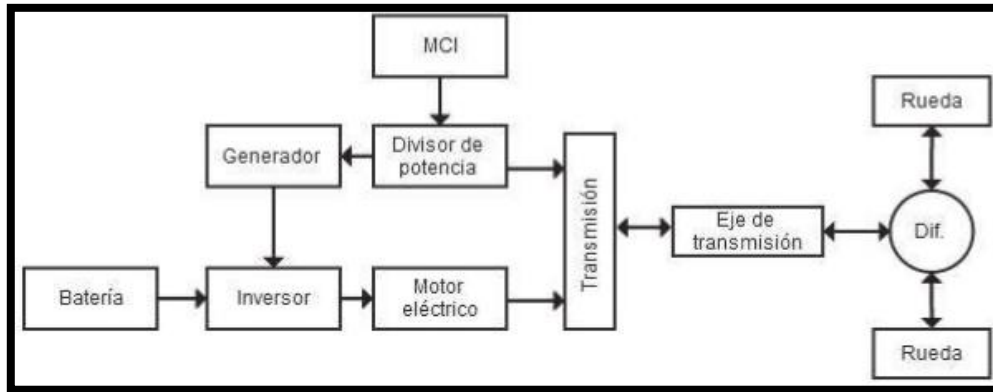 MCI
Rueda
Generador
Divisor de
potencia
Transmisión
Eje de
transmisión
Dif.
Batería
Inversor
Motor
eléctrico
Rueda